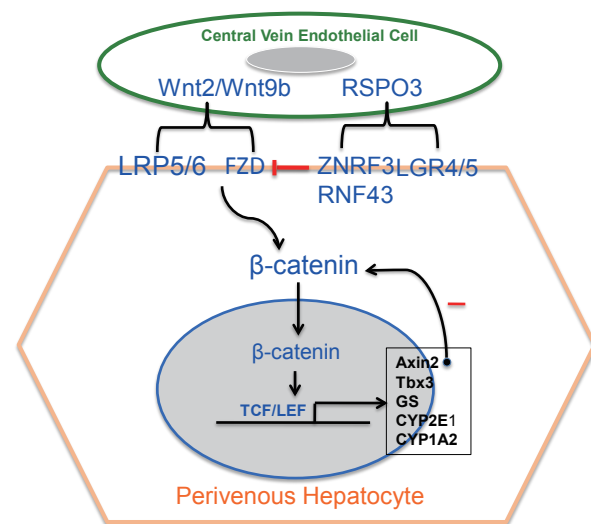 Central Vein Endothelial Cell
Wnt2/Wnt9b RSPO3
LRP5/6 FZD ZNRF3 LGR4/5
RNF43
β-catenin
β-catenin
TCF/LEF
Axin2
Tbx3
GS
CYP2E1
CYP1A2
Perivenous Hepatocyte